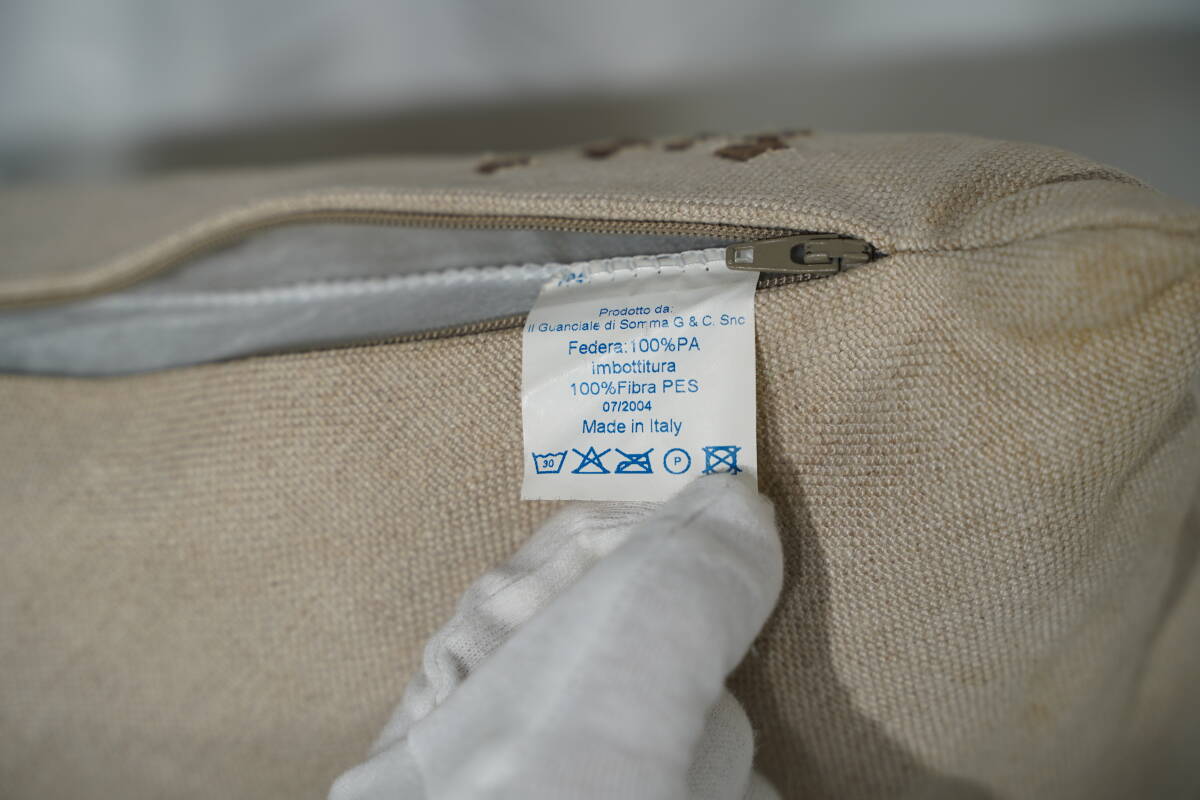 Prodotto da:
Il Guanciale di Somma G & C. Snc
Federa:100%PA
imbottitura
100%Fibra PES
07/2004
Made in Italy
30
P